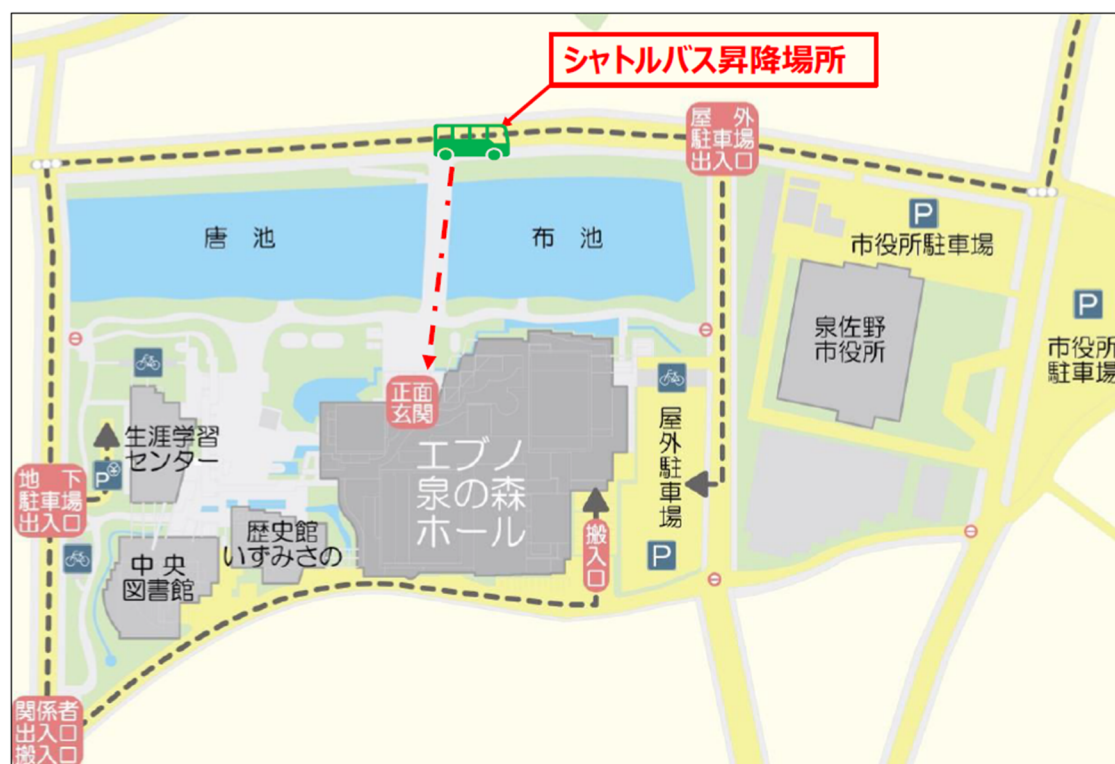 シャトルバス昇降場所
屋　外
駐車場
出入口
唐　池
布　池
P
市役所駐車場
泉佐野
市役所
P
市役所
駐車場
正面
玄関
生涯学習
センター
P
地　下
駐車場
出入口
エブノ
泉の森
ホール
屋外駐車場
P
搬入口
歴史館
いずみさの
中央
図書館
関係者
出入口
搬入口